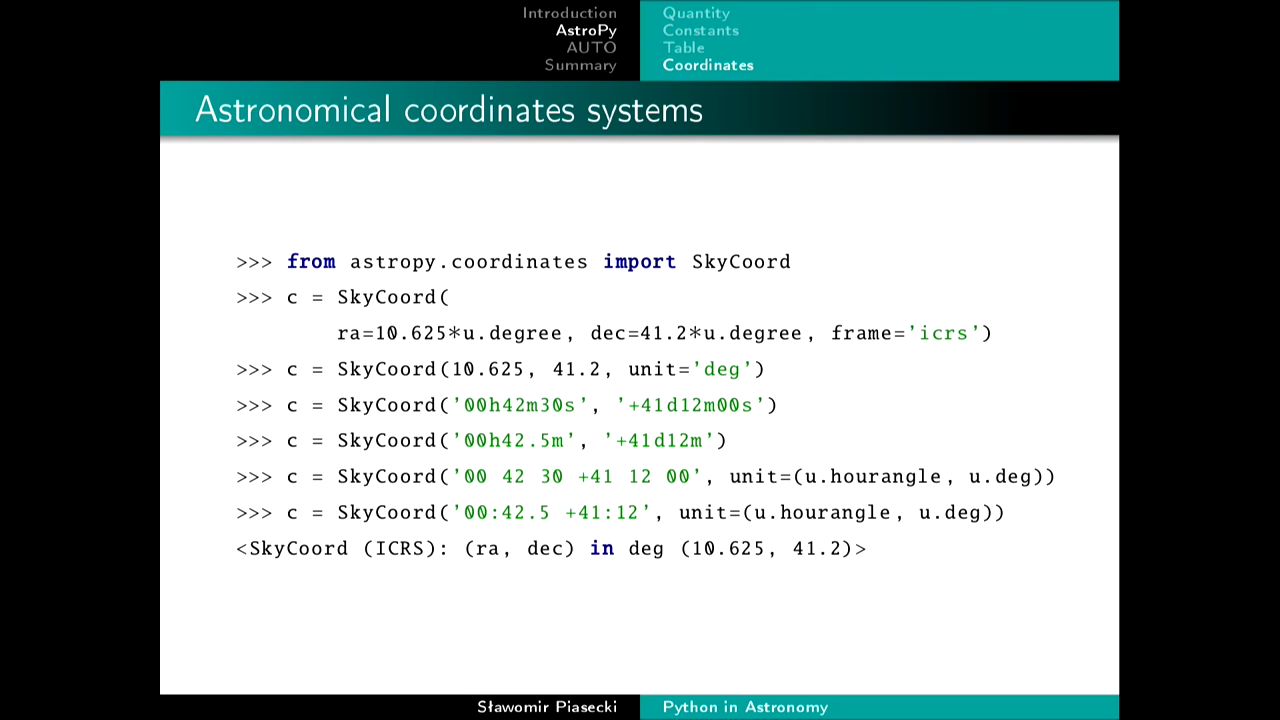 Introduction
AstroPy
AUTO
Summary
Quantity
Constants
Table
Coordinates
Astronomical coordinates systems
>>> from astropy.coordinates import SkyCoord
>>> c = SkyCoord(
ra=10.625*u.degree, dec=41.2*u.degree, frame='icrs')
>>> c = SkyCoord(10.625, 41.2, unit='deg')
>>> c = SkyCoord('00h42m30s', '+41d12m00s')
>>> c = SkyCoord('00h42.5m', '+41d12m')
>>> c = SkyCoord('00 42 30 +41 12 00', unit=(u.hourangle, u.deg))
>>> c = SkyCoord('00:42.5 +41:12', unit=(u.hourangle, u.deg))
<SkyCoord (ICRS): (ra, dec) in deg (10.625, 41.2)>
Sławomir Piasecki
Python in Astronomy